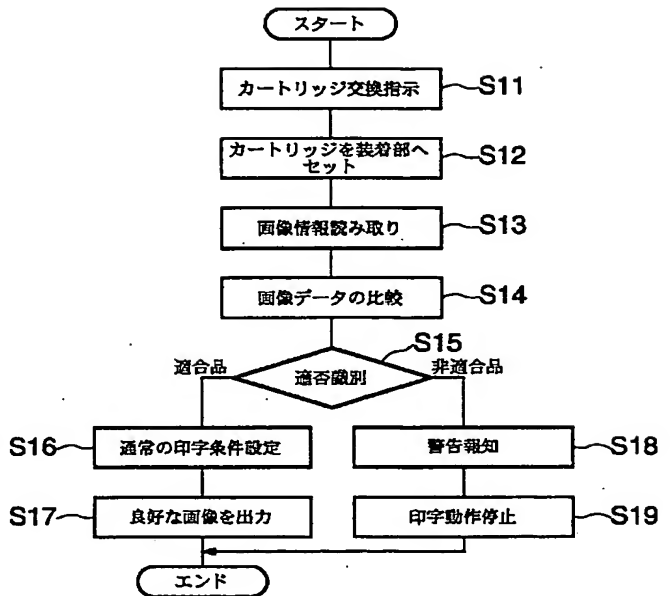 スタート
カートリッジ交換指示
S11
カートリッジを装着部へ
セット
S12
画像情報読み取り
S13
画像データの比較
S14
S15
適合品
適否識別
非適合品
S16
通常の印字条件設定
警告報知
S18
S17
良好な画像を出力
印字動作停止
S19
エンド